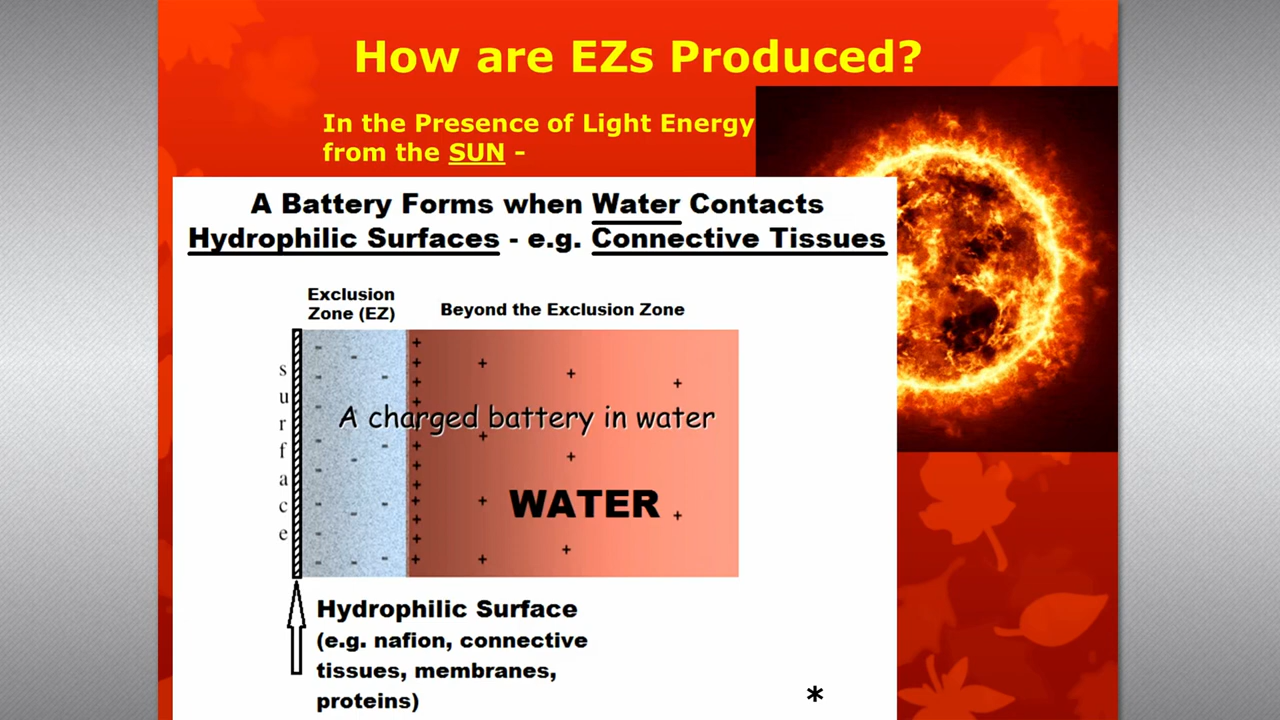 How are EZs Produced?
In the Presence of Light Energy
from the SUN -
A Battery Forms when Water Contacts
Hydrophilic Surfaces - e.g. Connective Tissues
Exclusion
Zone (EZ)
Beyond the Exclusion Zone
surface
A charged battery in water
WATER
Hydrophilic Surface
(e.g. nafion, connective
tissues, membranes,
proteins)
*